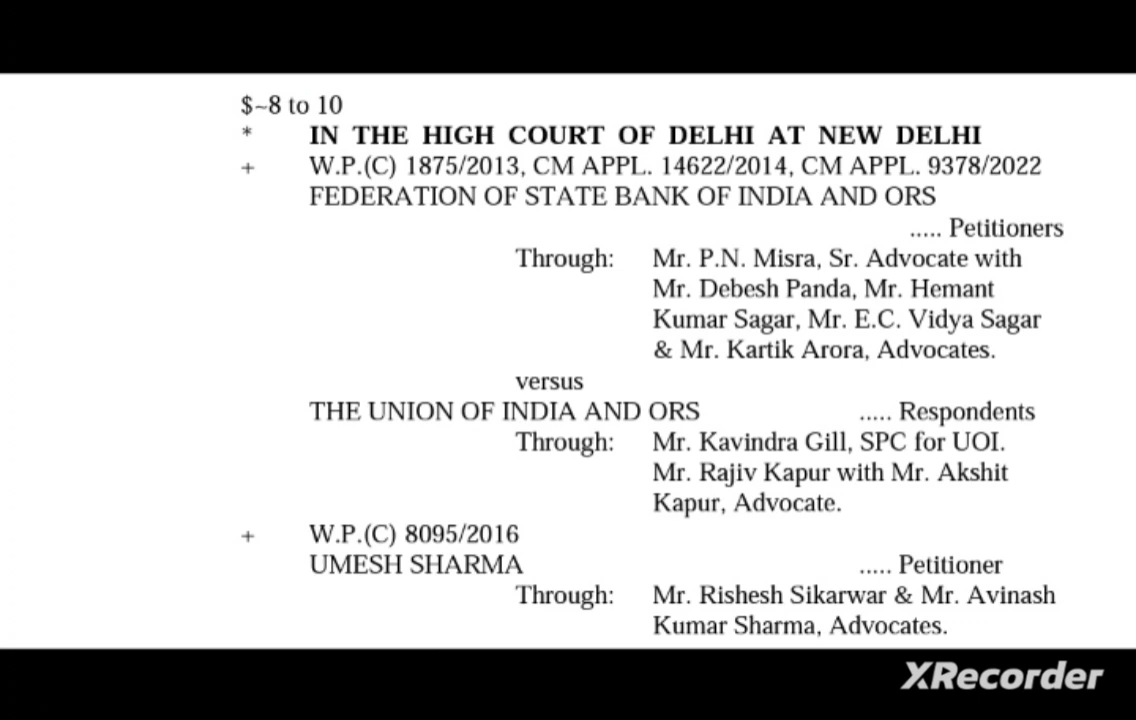 $~8 to 10
* IN THE HIGH COURT OF DELHI AT NEW DELHI
+ W.P.(C) 1875/2013, CM APPL. 14622/2014, CM APPL. 9378/2022
FEDERATION OF STATE BANK OF INDIA AND ORS
..... Petitioners
Through: Mr. P.N. Misra, Sr. Advocate with
Mr. Debesh Panda, Mr. Hemant
Kumar Sagar, Mr. E.C. Vidya Sagar
& Mr. Kartik Arora, Advocates.
versus
THE UNION OF INDIA AND ORS ..... Respondents
Through: Mr. Kavindra Gill, SPC for UOI.
Mr. Rajiv Kapur with Mr. Akshit
Kapur, Advocate.
+ W.P.(C) 8095/2016
UMESH SHARMA ..... Petitioner
Through: Mr. Rishesh Sikarwar & Mr. Avinash
Kumar Sharma, Advocates.
XRecorder